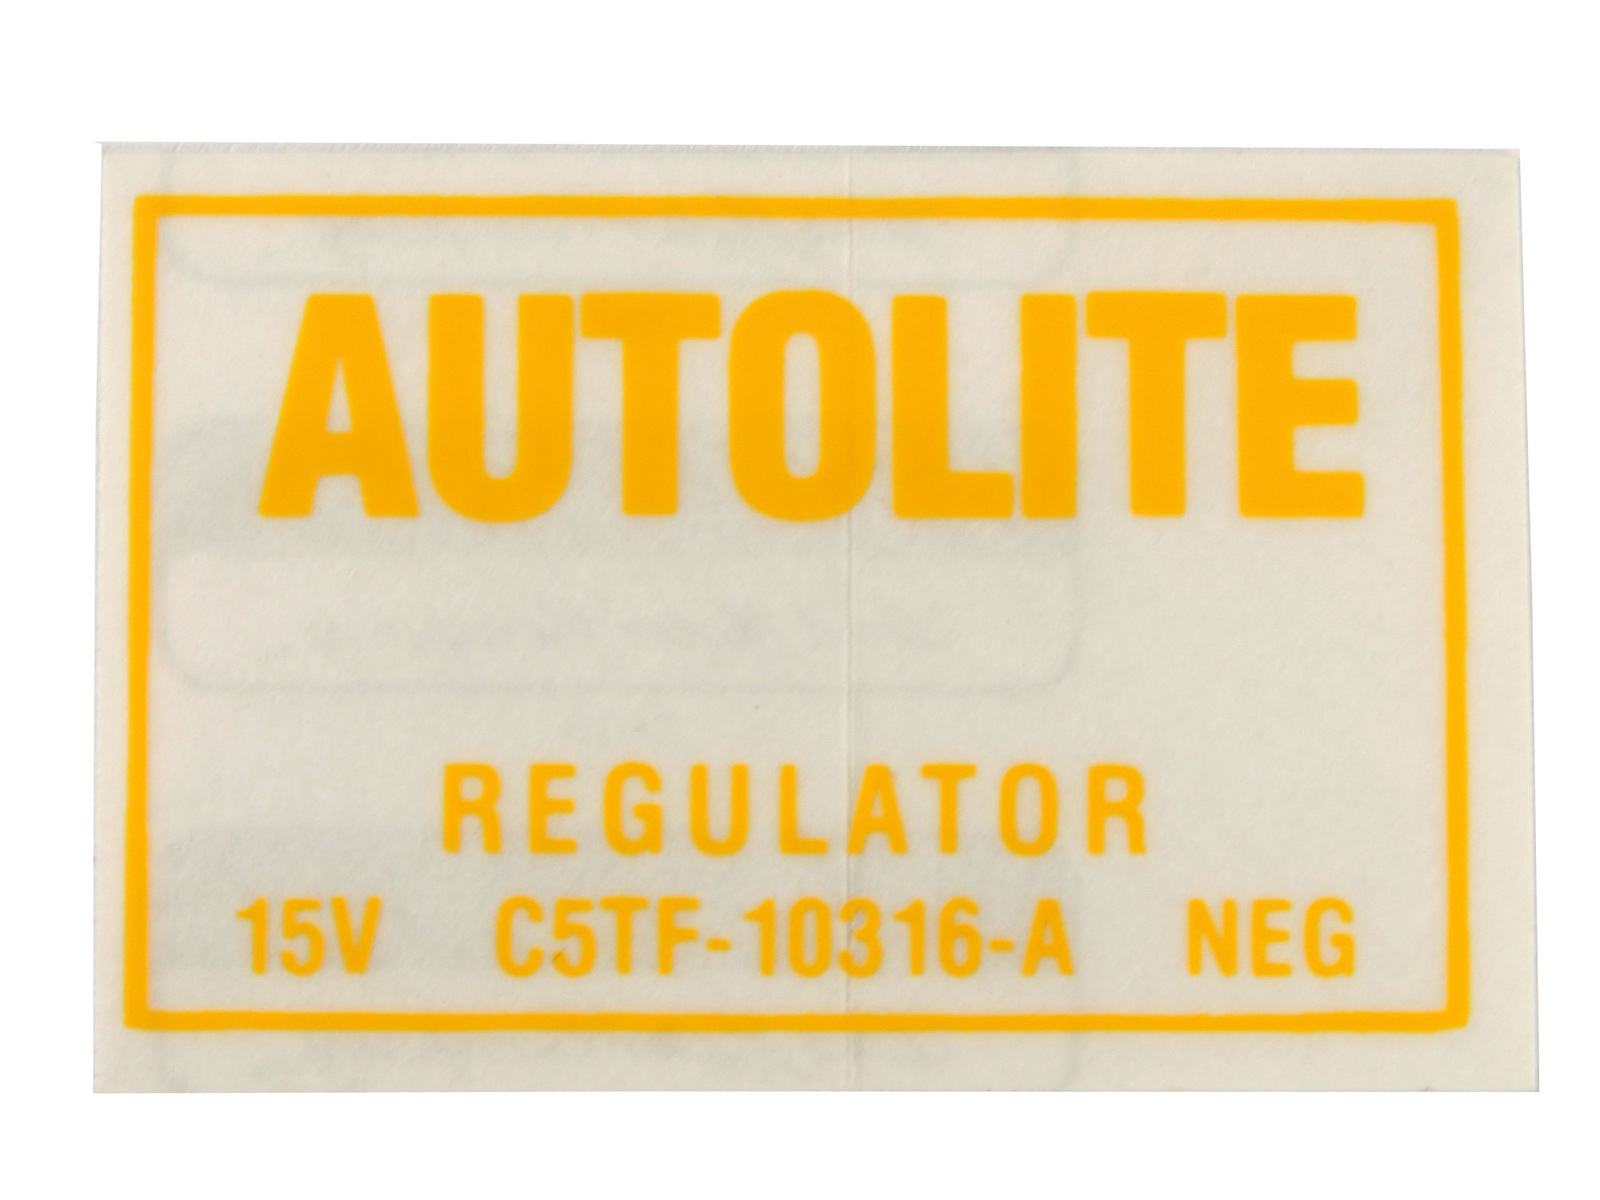 AUTOLITE
REGULATOR
15V C5TF-10316-A NEG